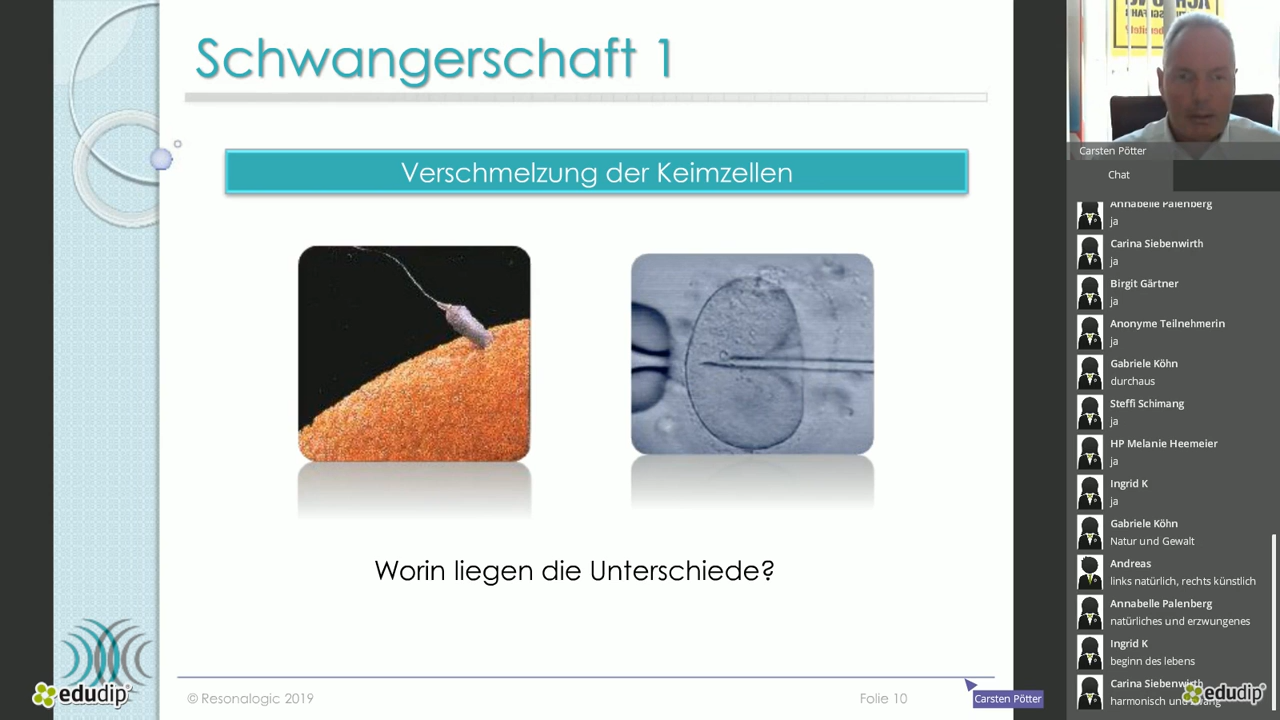 Schwangerschaft 1
Verschmelzung der Keimzellen
Worin liegen die Unterschiede?
© Resonalogic 2019
Folie 10
edudip
Carsten Pötter
Carsten Pötter
Chat
Annabelle Palenberg
ja
Carina Siebenwirth
ja
Birgit Gärtner
ja
Anonyme Teilnehmerin
ja
Gabriele Köhn
durchaus
Steffi Schimang
ja
HP Melanie Heemeier
ja
Ingrid K
ja
Gabriele Köhn
Natur und Gewalt
Andreas
links natürlich, rechts künstlich
Annabelle Palenberg
natürliches und erzwungenes
Ingrid K
beginn des lebens
Carina Siebenwirth
harmonisch und
edudip